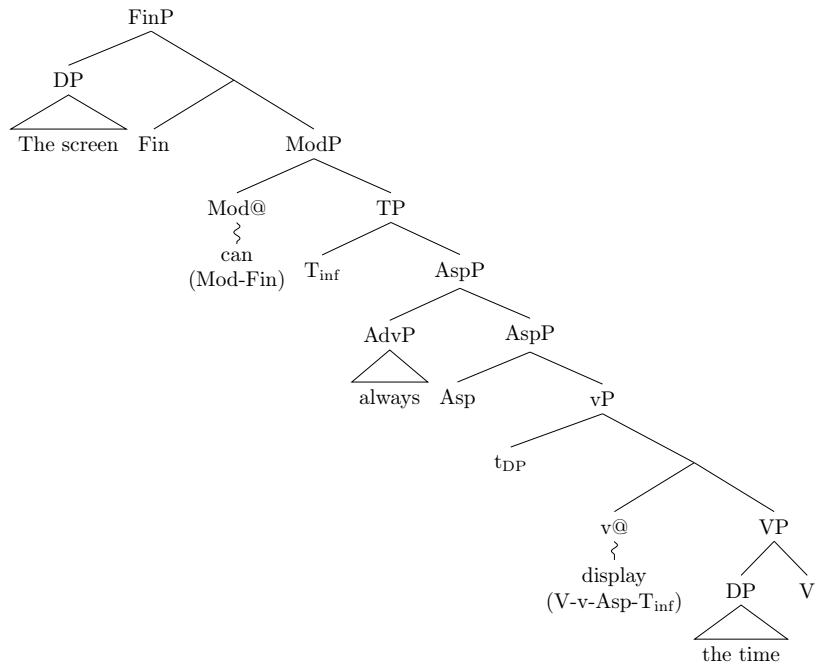 FinP
DP
The screen Fin ModP
Mod@ TP
can
(Mod-Fin) T_inf AspP
AdvP AspP
always Asp vP
t_DP
v@ VP
display DP V
(V-v-Asp-T_inf)
the time